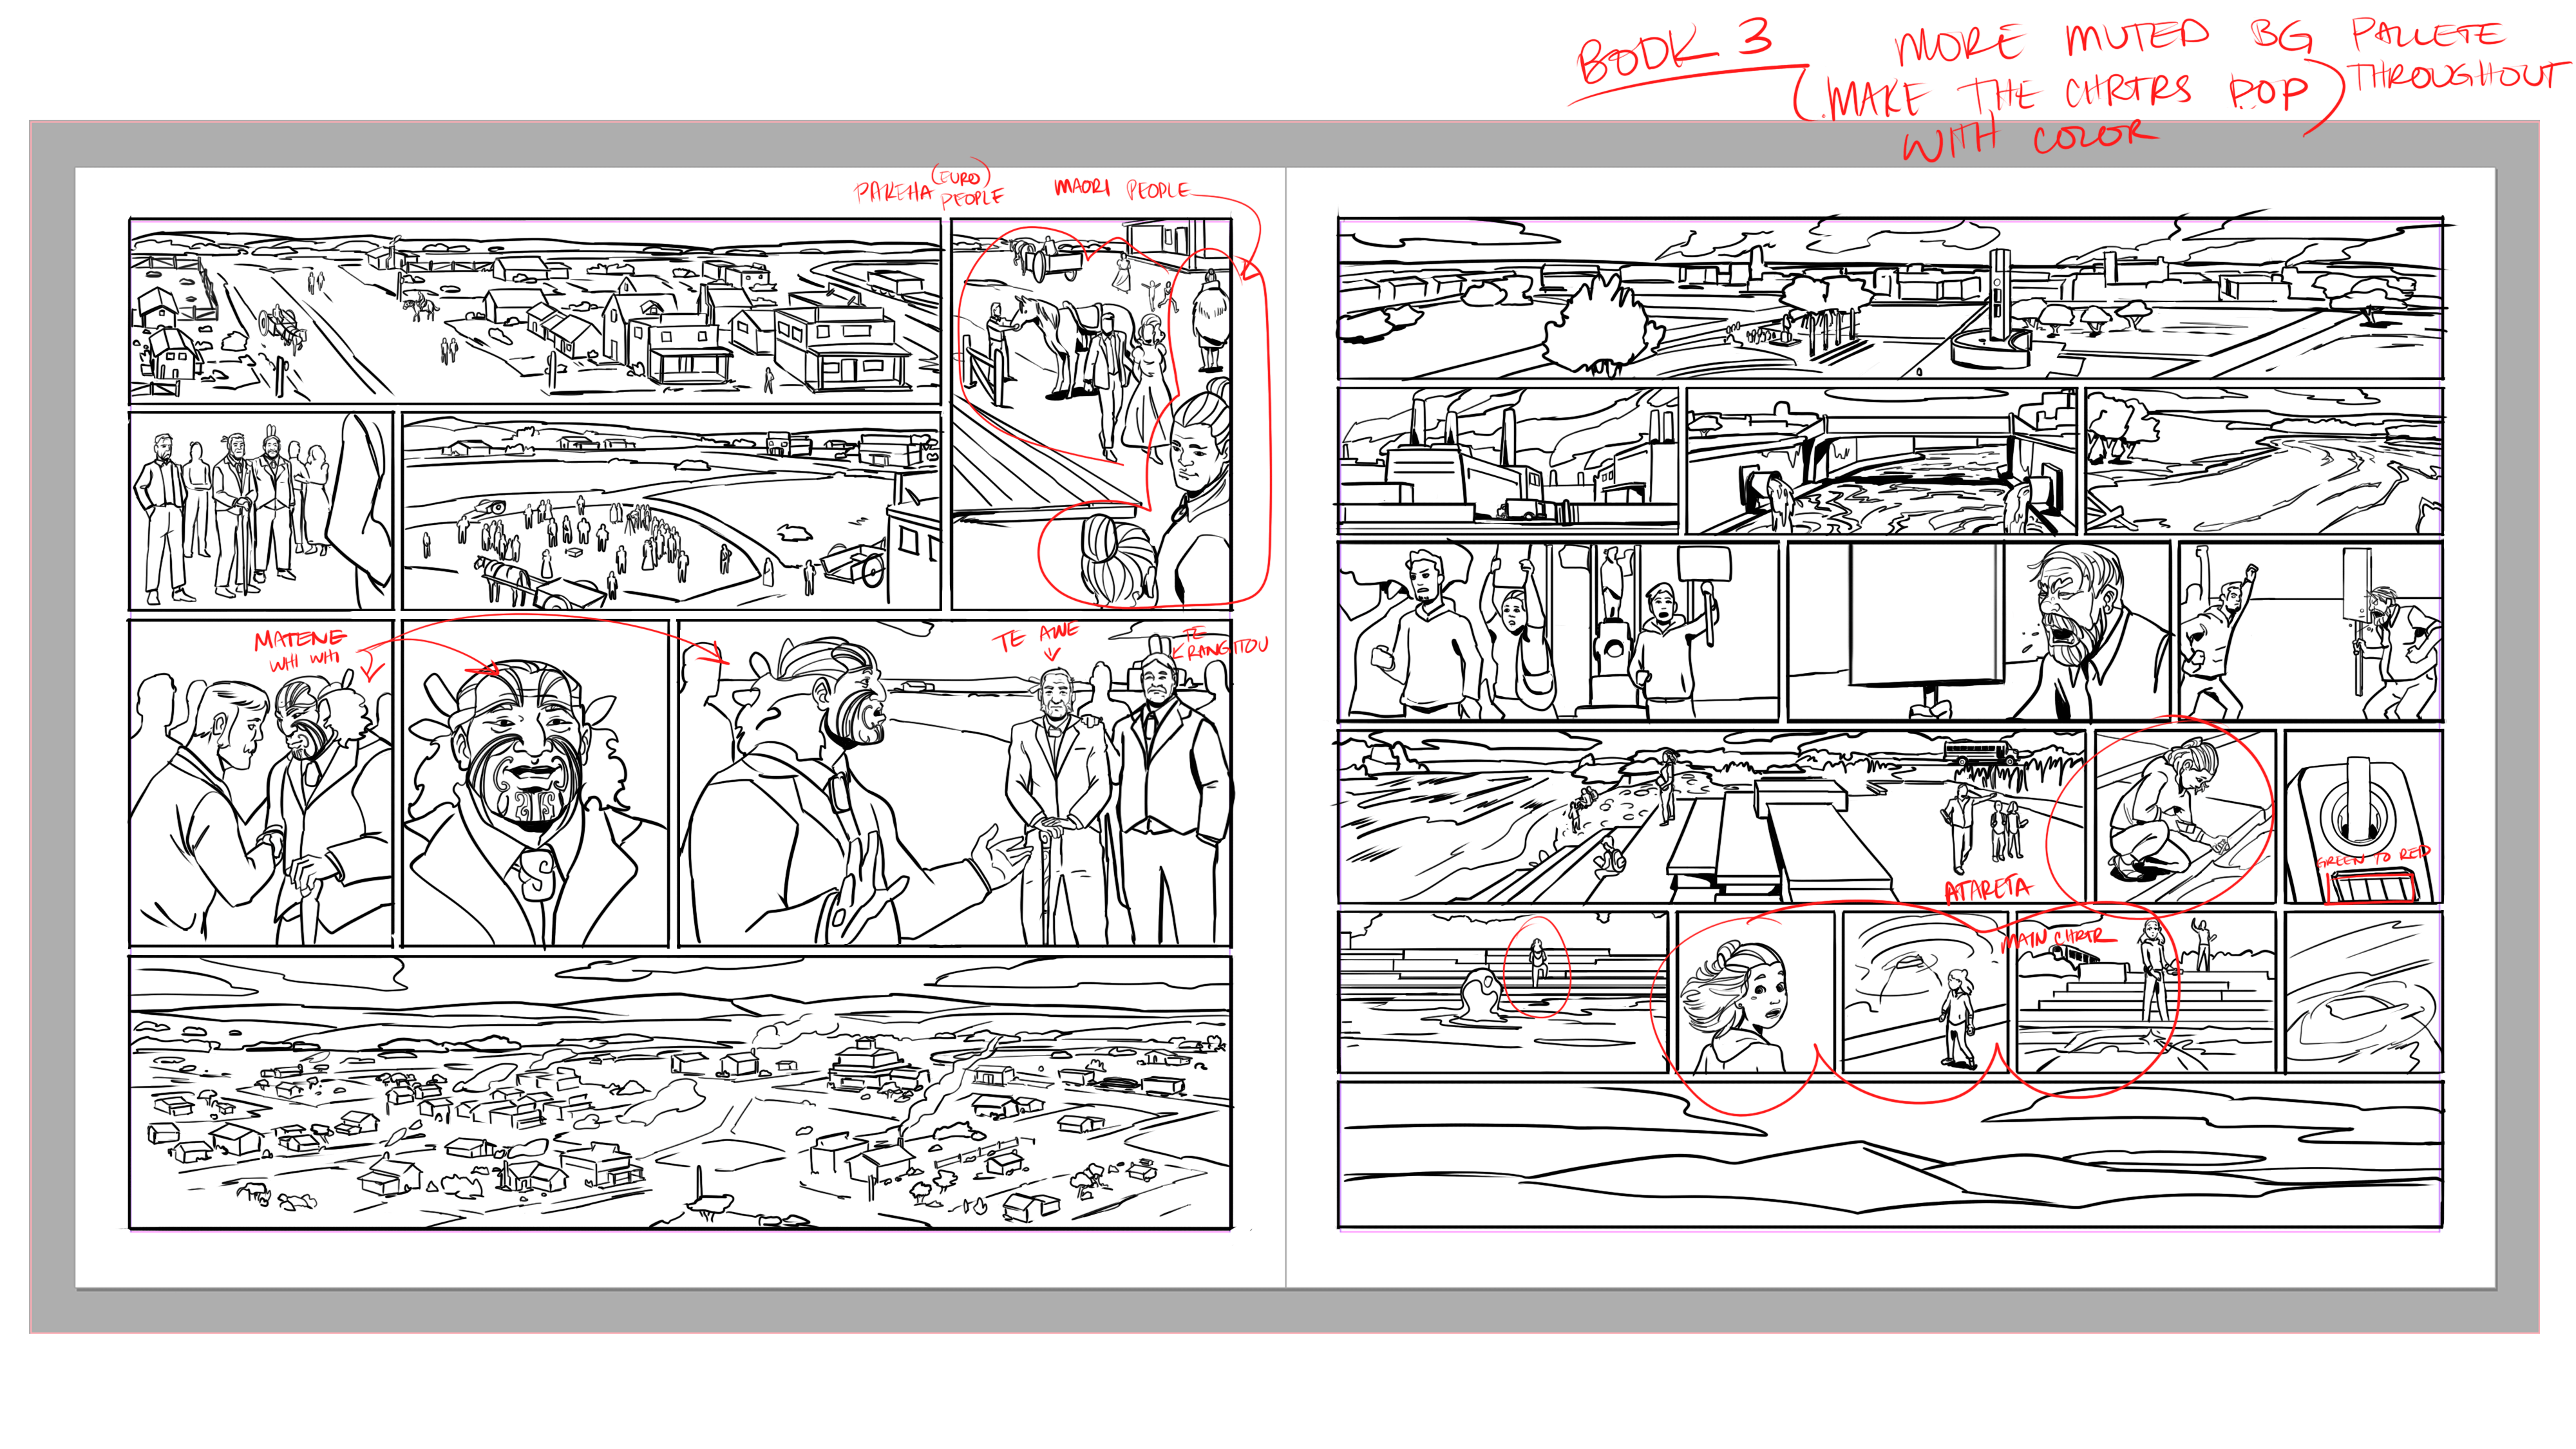 BOOK 3
MORE MUTED BG PALLETE
(MAKE THE CHRTRS POP) THROUGHOUT
WITH COLOR
PAKEHA (EURO) PEOPLE
MAORI PEOPLE
MATENE
WHI WHI
TE AWE
TE
RANGITOU
GREEN TO RED
ATARETA
MAIN CHRTR